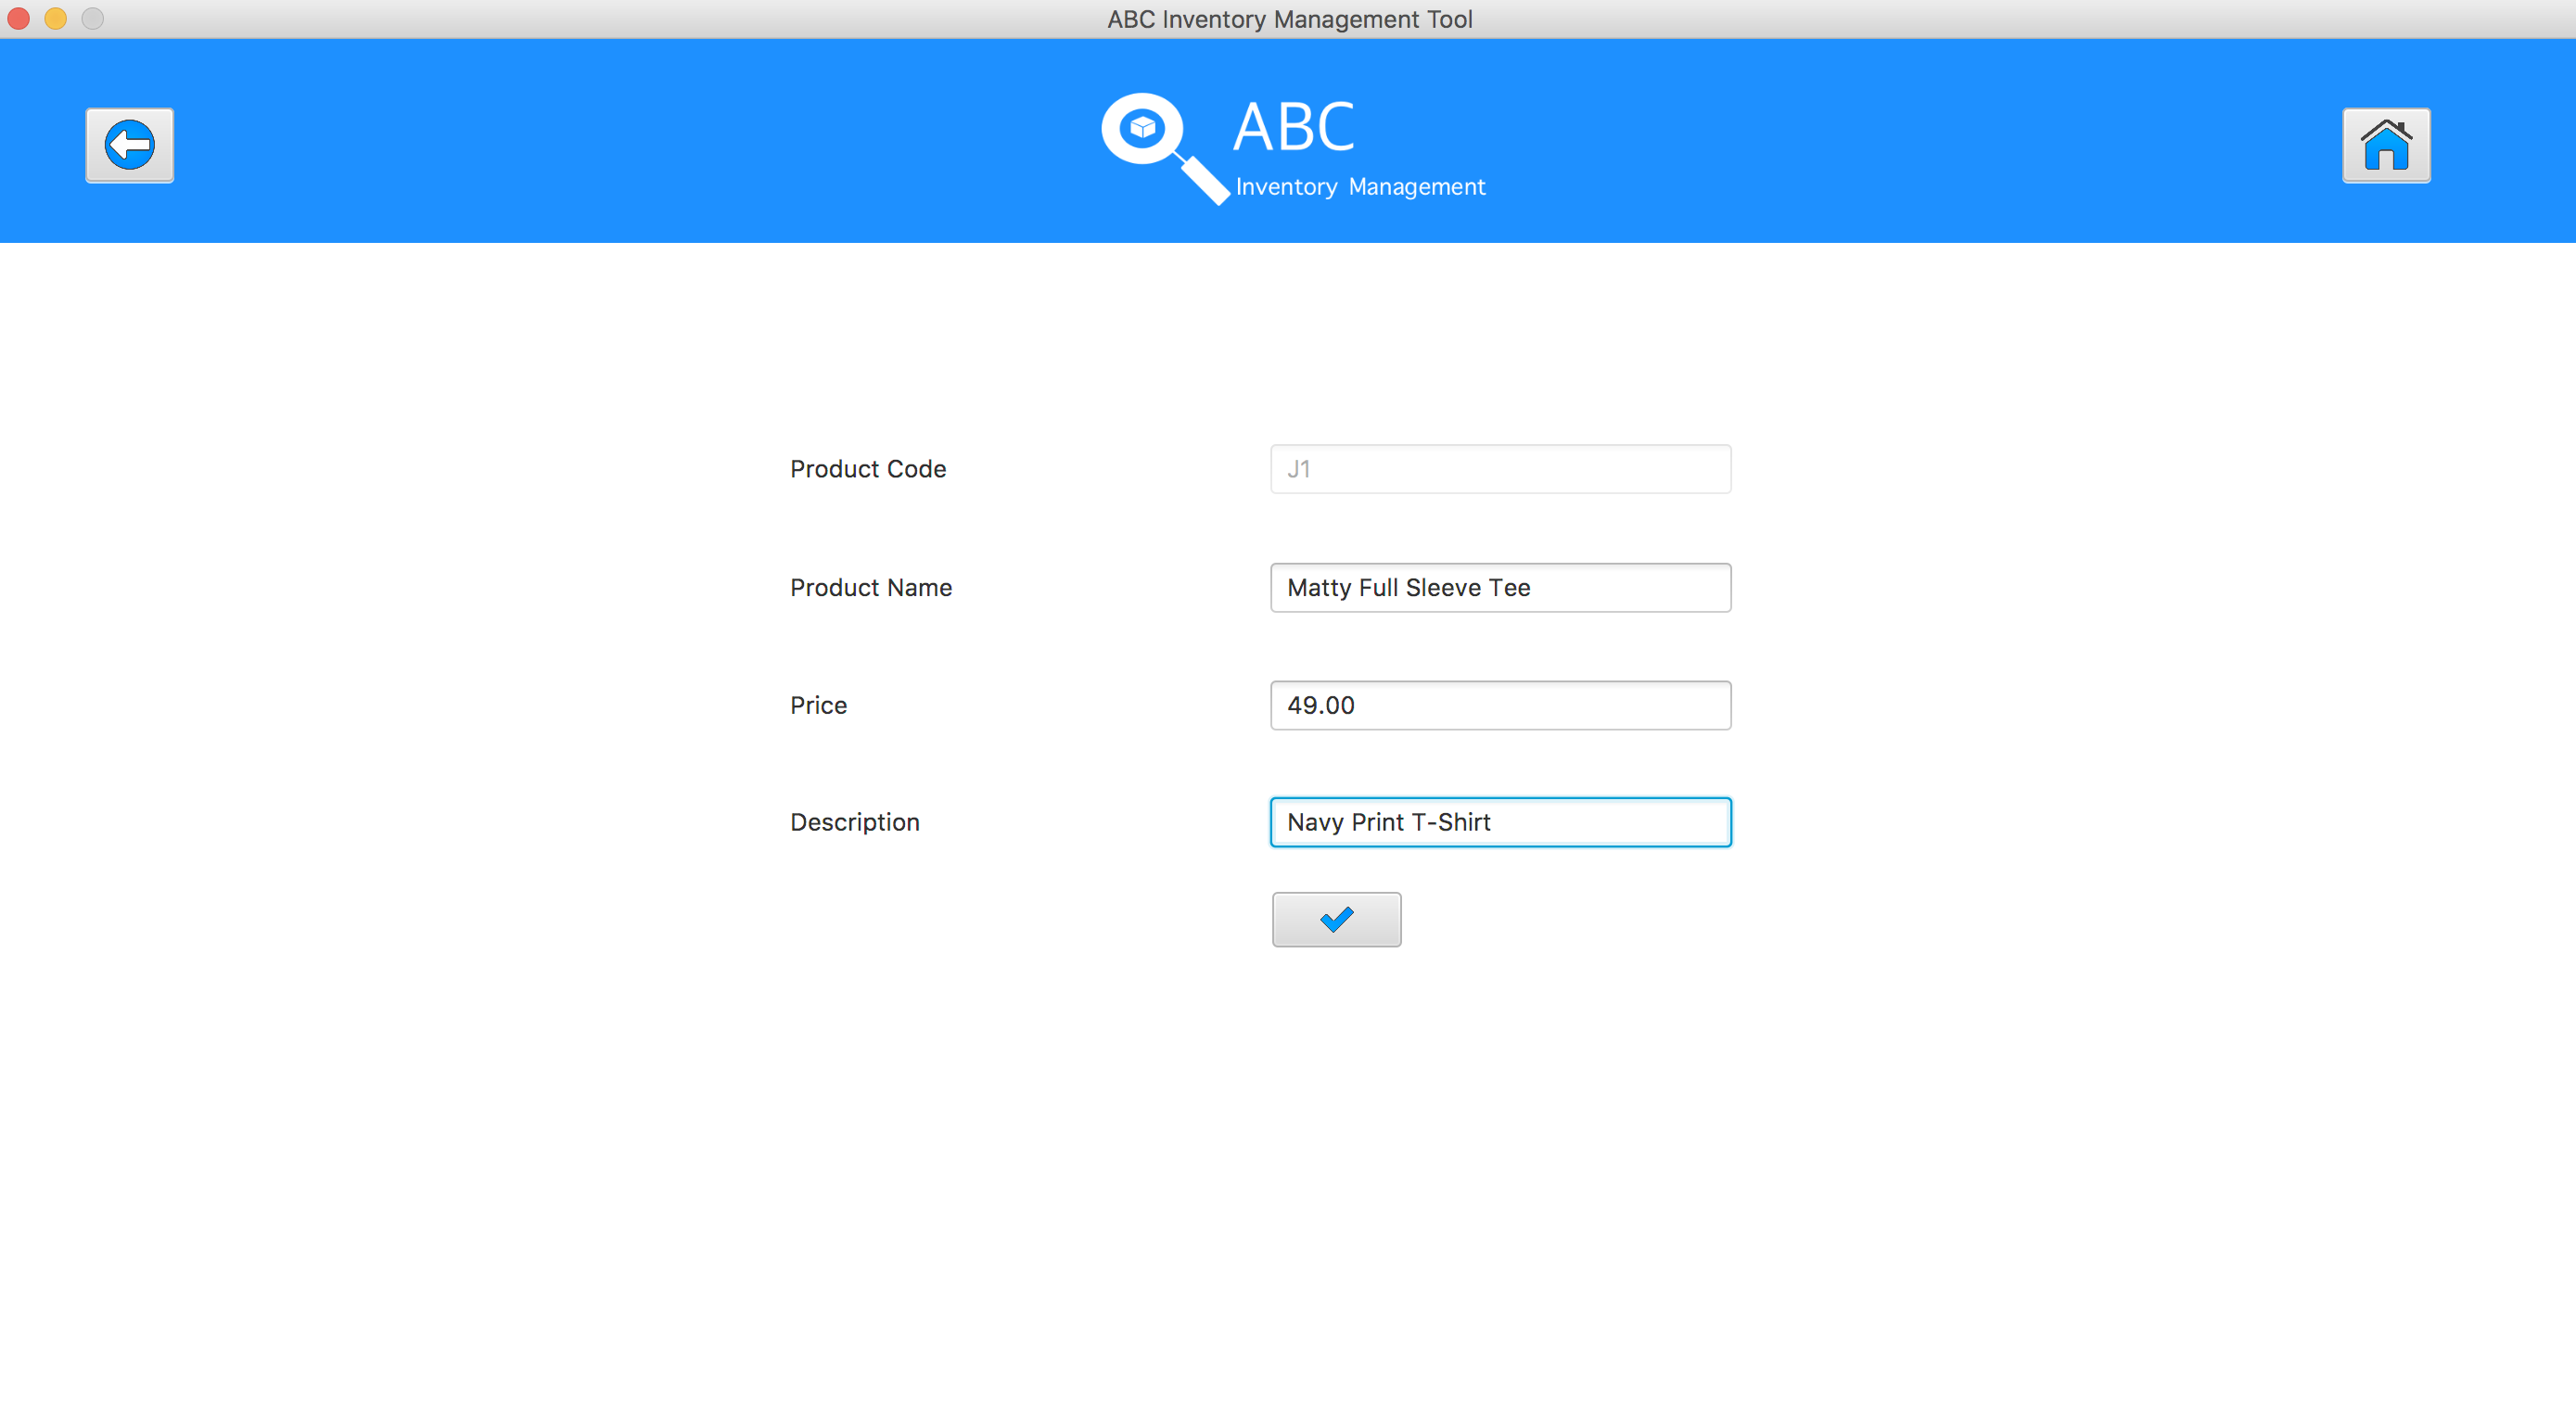 ABC Inventory Management Tool
ABC
Inventory Management
Product Code J1
Product Name Matty Full Sleeve Tee
Price 49.00
Description Navy Print T-Shirt